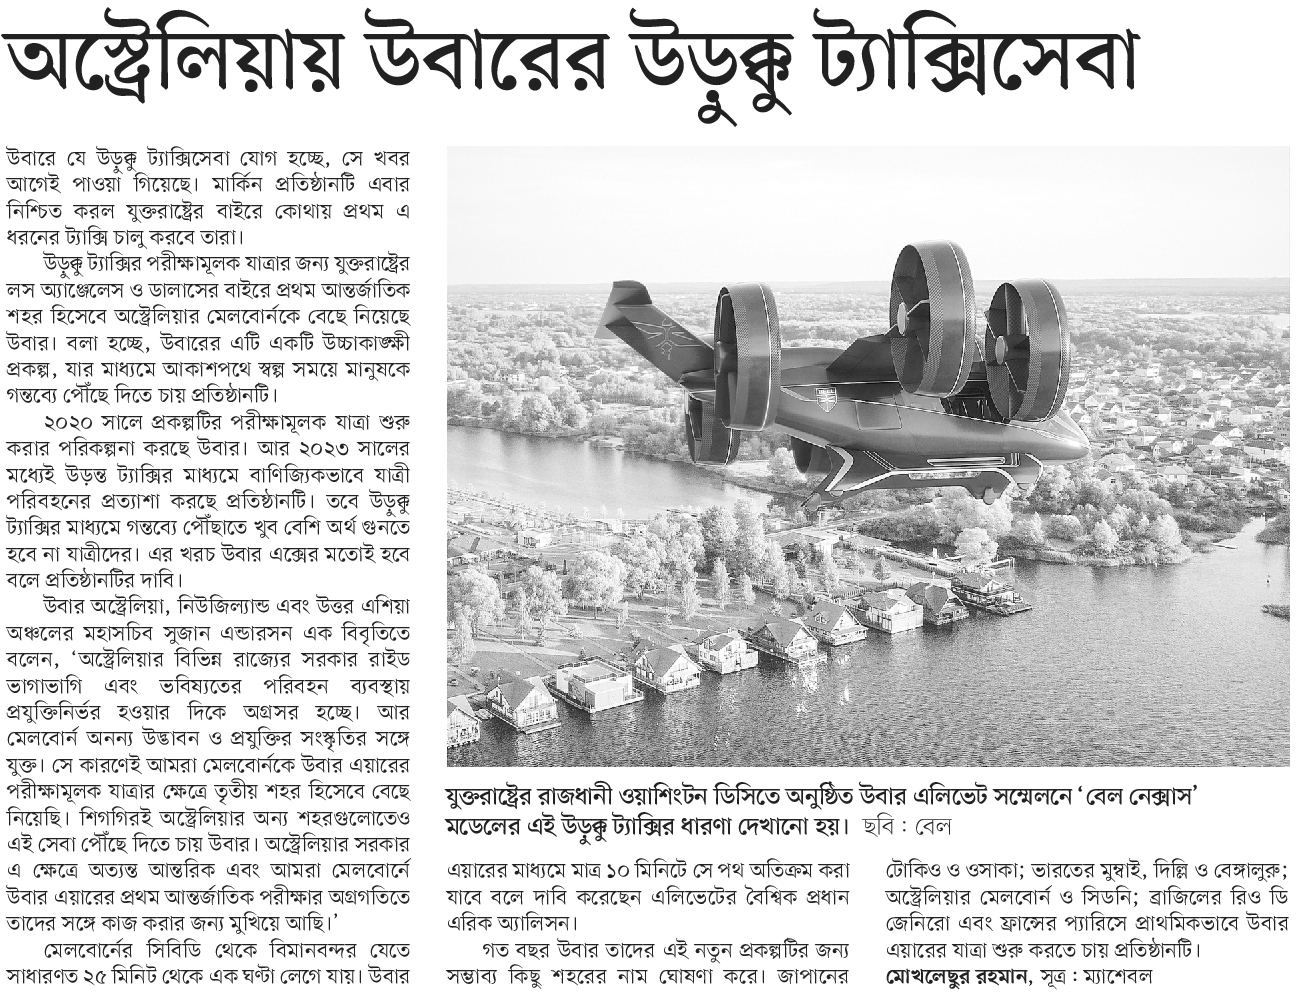 অস্ট্রেলিয়ায় উবারের উড়ুক্কু ট্যাক্সিসেবা
উবারে যে উড়ুক্কু ট্যাক্সিসেবা যোগ হচ্ছে, সে খবর
আগেই পাওয়া গিয়েছে। মার্কিন প্রতিষ্ঠানটি এবার
নিশ্চিত করল যুক্তরাষ্ট্রের বাইরে কোথায় প্রথম এ
ধরনের ট্যাক্সি চালু করবে তারা।
উড়ুক্কু ট্যাক্সির পরীক্ষামূলক যাত্রার জন্য যুক্তরাষ্ট্রের
লস অ্যাঞ্জেলেস ও ডালাসের বাইরে প্রথম আন্তর্জাতিক
শহর হিসেবে অস্ট্রেলিয়ার মেলবোর্নকে বেছে নিয়েছে
উবার। বলা হচ্ছে, উবারের এটি একটি উচ্চাকাঙ্ক্ষী
প্রকল্প, যার মাধ্যমে আকাশপথে স্বল্প সময়ে মানুষকে
গন্তব্যে পৌঁছে দিতে চায় প্রতিষ্ঠানটি।
২০২০ সালে প্রকল্পটির পরীক্ষামূলক যাত্রা শুরু
করার পরিকল্পনা করছে উবার। আর ২০২৩ সালের
মধ্যেই উড়ন্ত ট্যাক্সির মাধ্যমে বাণিজ্যিকভাবে যাত্রী
পরিবহনের প্রত্যাশা করছে প্রতিষ্ঠানটি। তবে উড়ুক্কু
ট্যাক্সির মাধ্যমে গন্তব্যে পৌঁছাতে খুব বেশি অর্থ গুনতে
হবে না যাত্রীদের। এর খরচ উবার এক্সের মতোই হবে
বলে প্রতিষ্ঠানটির দাবি।
উবার অস্ট্রেলিয়া, নিউজিল্যান্ড এবং উত্তর এশিয়া
অঞ্চলের মহাসচিব সুজান এন্ডারসন এক বিবৃতিতে
বলেন, ‘অস্ট্রেলিয়ার বিভিন্ন রাজ্যের সরকার রাইড
ভাগাভাগি এবং ভবিষ্যতের পরিবহন ব্যবস্থায়
প্রযুক্তিনির্ভর হওয়ার দিকে অগ্রসর হচ্ছে। আর
মেলবোর্ন অনন্য উদ্ভাবন ও প্রযুক্তির সংস্কৃতির সঙ্গে
যুক্ত। সে কারণেই আমরা মেলবোর্নকে উবার এয়ারের
পরীক্ষামূলক যাত্রার ক্ষেত্রে তৃতীয় শহর হিসেবে বেছে
নিয়েছি। শিগগিরই অস্ট্রেলিয়ার অন্য শহরগুলোতেও
এই সেবা পৌঁছে দিতে চায় উবার। অস্ট্রেলিয়ার সরকার
এ ক্ষেত্রে অত্যন্ত আন্তরিক এবং আমরা মেলবোর্নে
উবার এয়ারের প্রথম আন্তর্জাতিক পরীক্ষার অগ্রগতিতে
তাদের সঙ্গে কাজ করার জন্য মুখিয়ে আছি।’
মেলবোর্নের সিবিডি থেকে বিমানবন্দর যেতে
সাধারণত ২৫ মিনিট থেকে এক ঘণ্টা লেগে যায়। উবার
যুক্তরাষ্ট্রের রাজধানী ওয়াশিংটন ডিসিতে অনুষ্ঠিত উবার এলিভেট সম্মেলনে ‘বেল নেক্সাস’
মডেলের এই উড়ুক্কু ট্যাক্সির ধারণা দেখানো হয়। ছবি : বেল
এয়ারের মাধ্যমে মাত্র ১০ মিনিটে সে পথ অতিক্রম করা
যাবে বলে দাবি করেছেন এলিভেটের বৈশ্বিক প্রধান
এরিক অ্যালিসন।
গত বছর উবার তাদের এই নতুন প্রকল্পটির জন্য
সম্ভাব্য কিছু শহরের নাম ঘোষণা করে। জাপানের
টোকিও ও ওসাকা; ভারতের মুম্বাই, দিল্লি ও বেঙ্গালুরু;
অস্ট্রেলিয়ার মেলবোর্ন ও সিডনি; ব্রাজিলের রিও ডি
জেনিরো এবং ফ্রান্সের প্যারিসে প্রাথমিকভাবে উবার
এয়ারের যাত্রা শুরু করতে চায় প্রতিষ্ঠানটি।
মোখলেছুর রহমান, সূত্র : ম্যাশেবল